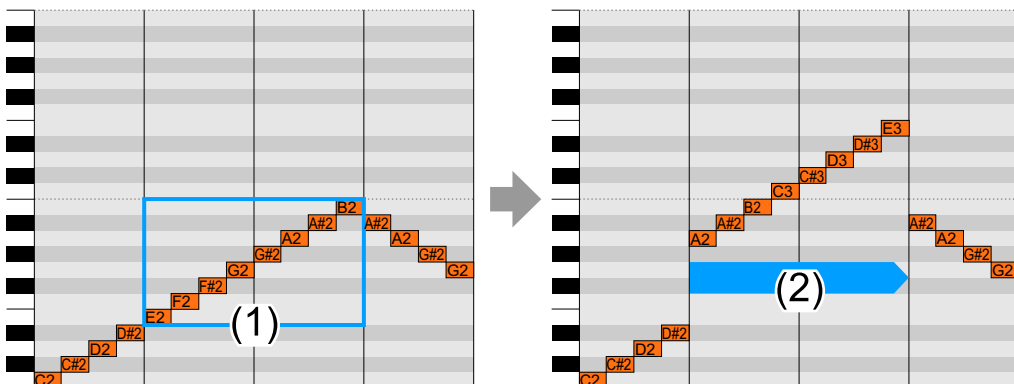 B2 A#2
A#2 A2
A2 G#2
G#2 G2
G2
F#2
F2
E2
(1)
D#2
D2
C#2
C2
E3
D#3
D3
C#3
C3
B2
A#2 A#2
A2 A2
G#2
G2
(2)
D#2
D2
C#2
C2